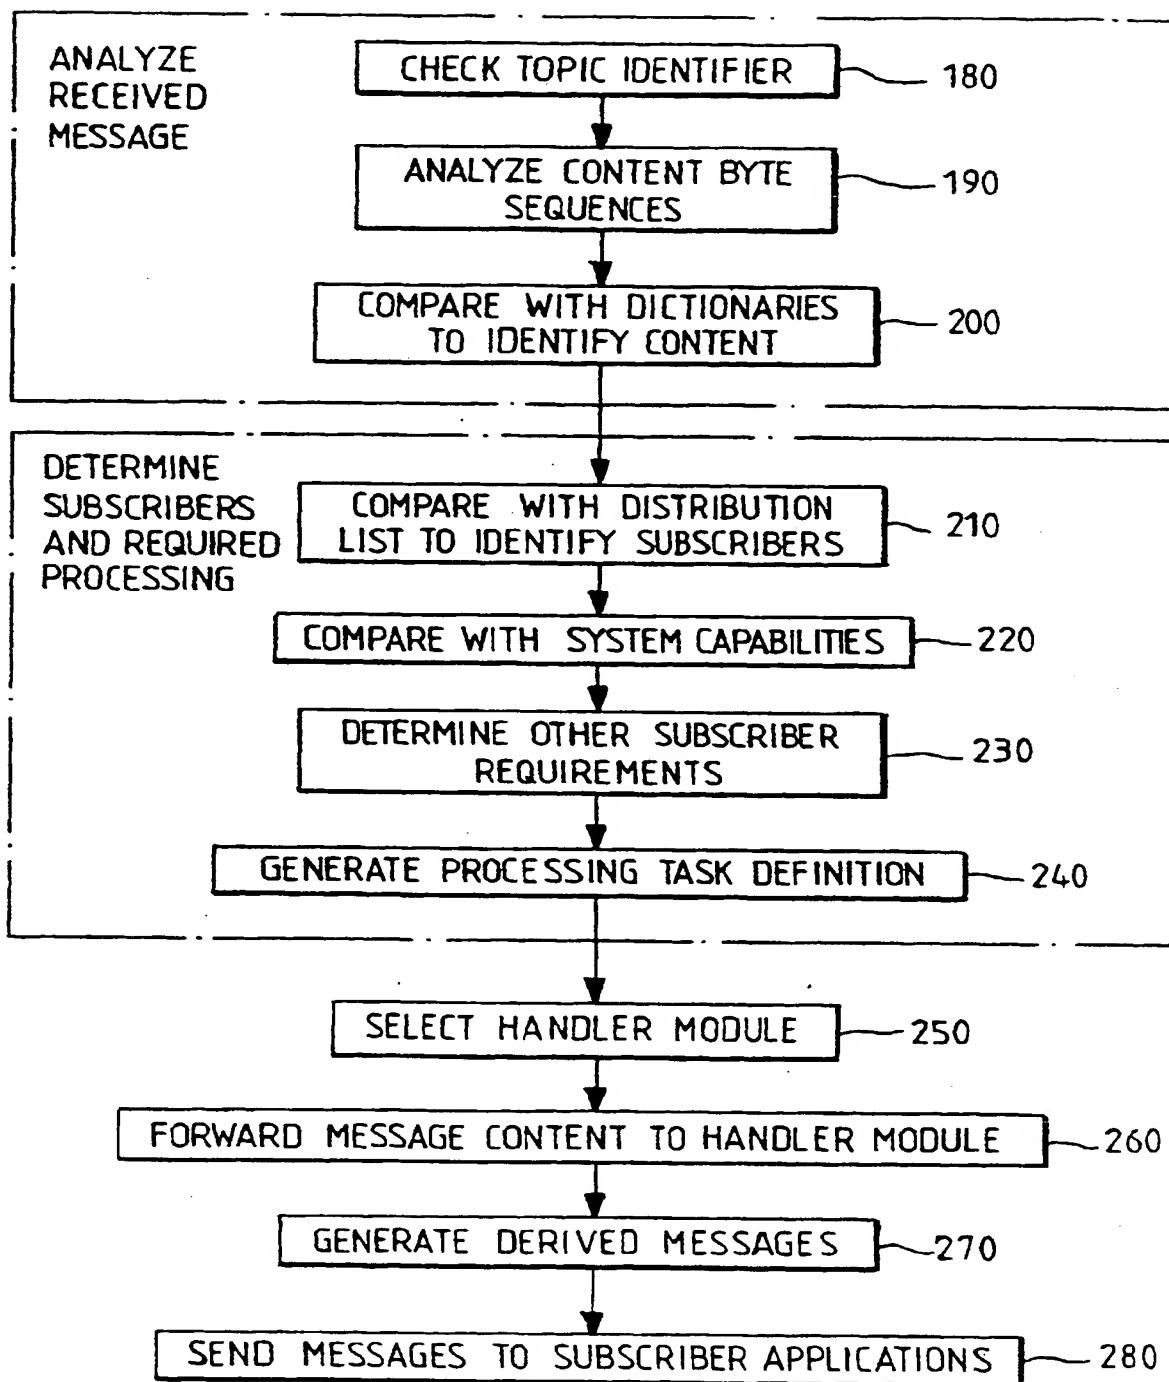 ANALYZE
RECEIVED
MESSAGE
CHECK TOPIC IDENTIFIER
180
ANALYZE CONTENT BYTE
SEQUENCES
190
COMPARE WITH DICTIONARIES
TO IDENTIFY CONTENT
200
DETERMINE
SUBSCRIBERS
AND REQUIRED
PROCESSING
COMPARE WITH DISTRIBUTION
LIST TO IDENTIFY SUBSCRIBERS
210
COMPARE WITH SYSTEM CAPABILITIES
220
DETERMINE OTHER SUBSCRIBER
REQUIREMENTS
230
GENERATE PROCESSING TASK DEFINITION
240
SELECT HANDLER MODULE
250
FORWARD MESSAGE CONTENT TO HANDLER MODULE
260
GENERATE DERIVED MESSAGES
270
SEND MESSAGES TO SUBSCRIBER APPLICATIONS
280